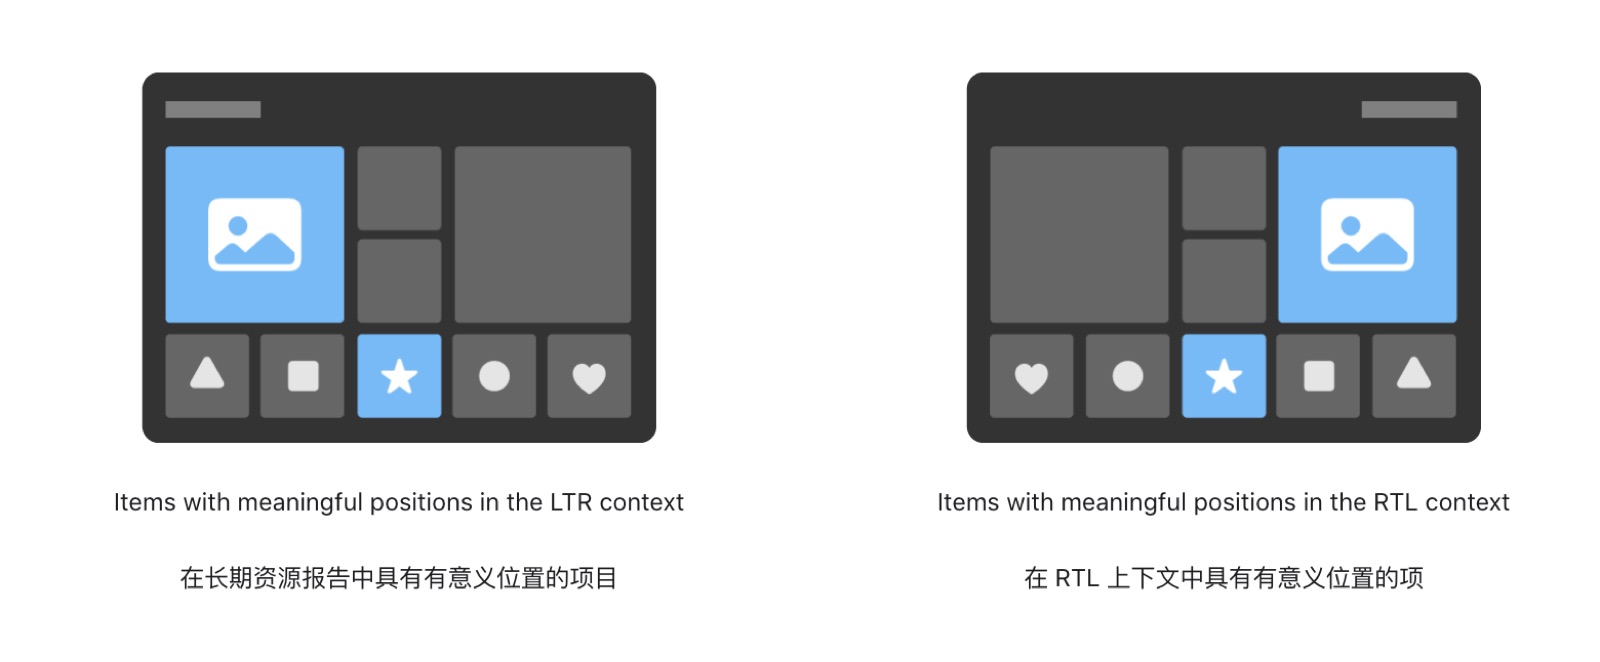 Items with meaningful positions in the LTR context
Items with meaningful positions in the RTL context
在长期资源报告中具有有意义位置的项目
在 RTL 上下文中具有有意义位置的项